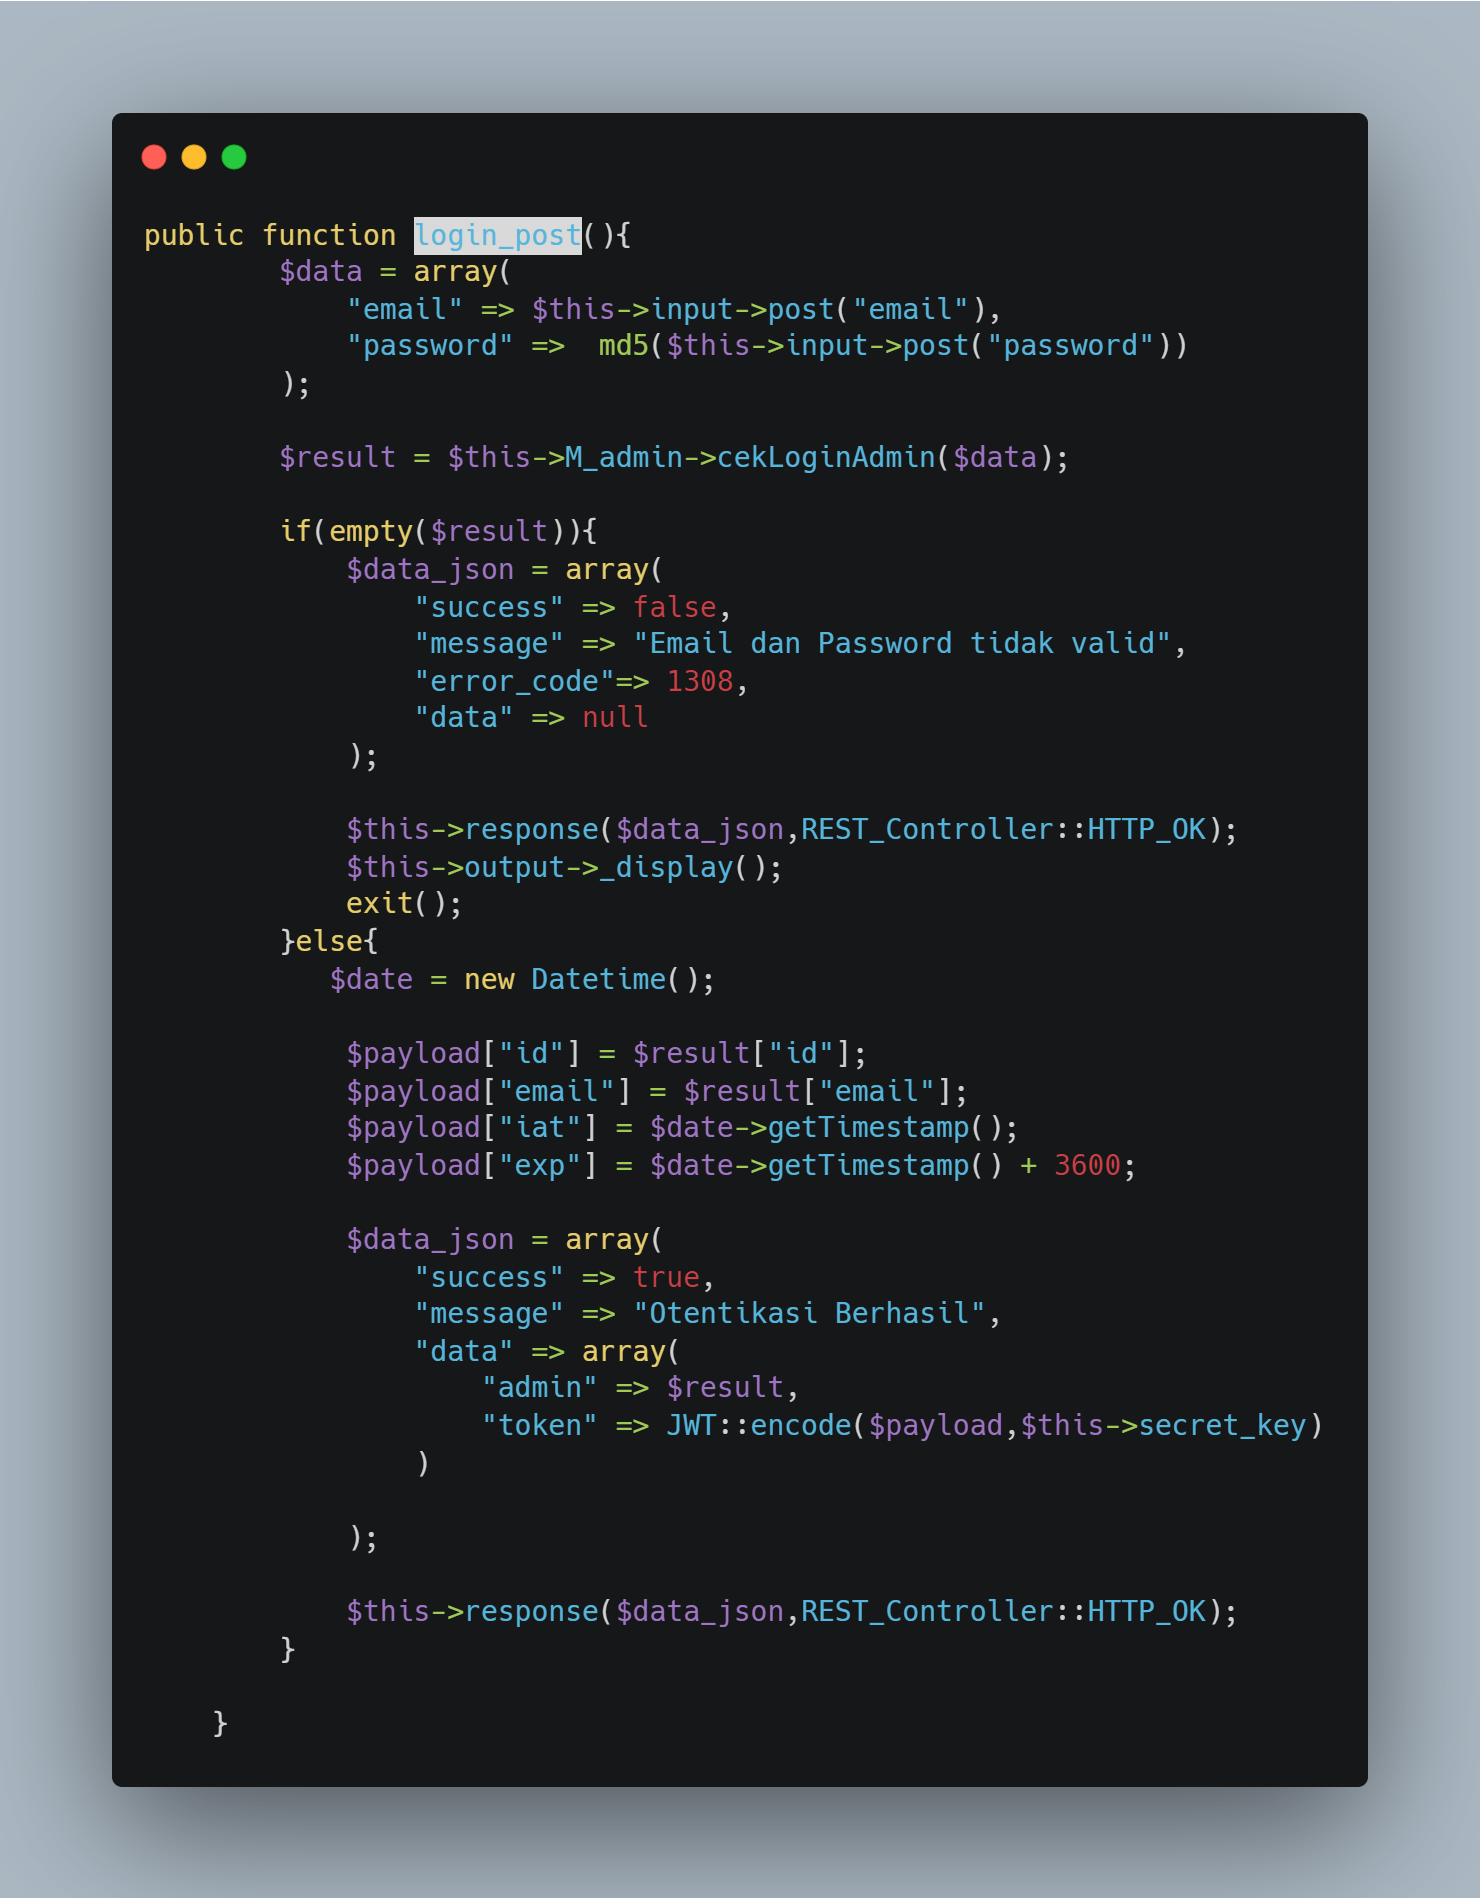 public function login_post(){
        $data = array(
            "email" => $this->input->post("email"),
            "password" =>  md5($this->input->post("password"))
        );

        $result = $this->M_admin->cekLoginAdmin($data);

        if(empty($result)){
            $data_json = array(
                "success" => false,
                "message" => "Email dan Password tidak valid",
                "error_code"=> 1308,
                "data" => null
            );

            $this->response($data_json,REST_Controller::HTTP_OK);
            $this->output->_display();
            exit();
        }else{
           $date = new Datetime();

            $payload["id"] = $result["id"];
            $payload["email"] = $result["email"];
            $payload["iat"] = $date->getTimestamp();
            $payload["exp"] = $date->getTimestamp() + 3600;

            $data_json = array(
                "success" => true,
                "message" => "Otentikasi Berhasil",
                "data" => array(
                    "admin" => $result,
                    "token" => JWT::encode($payload,$this->secret_key)
                )

            );

            $this->response($data_json,REST_Controller::HTTP_OK);
        }

    }